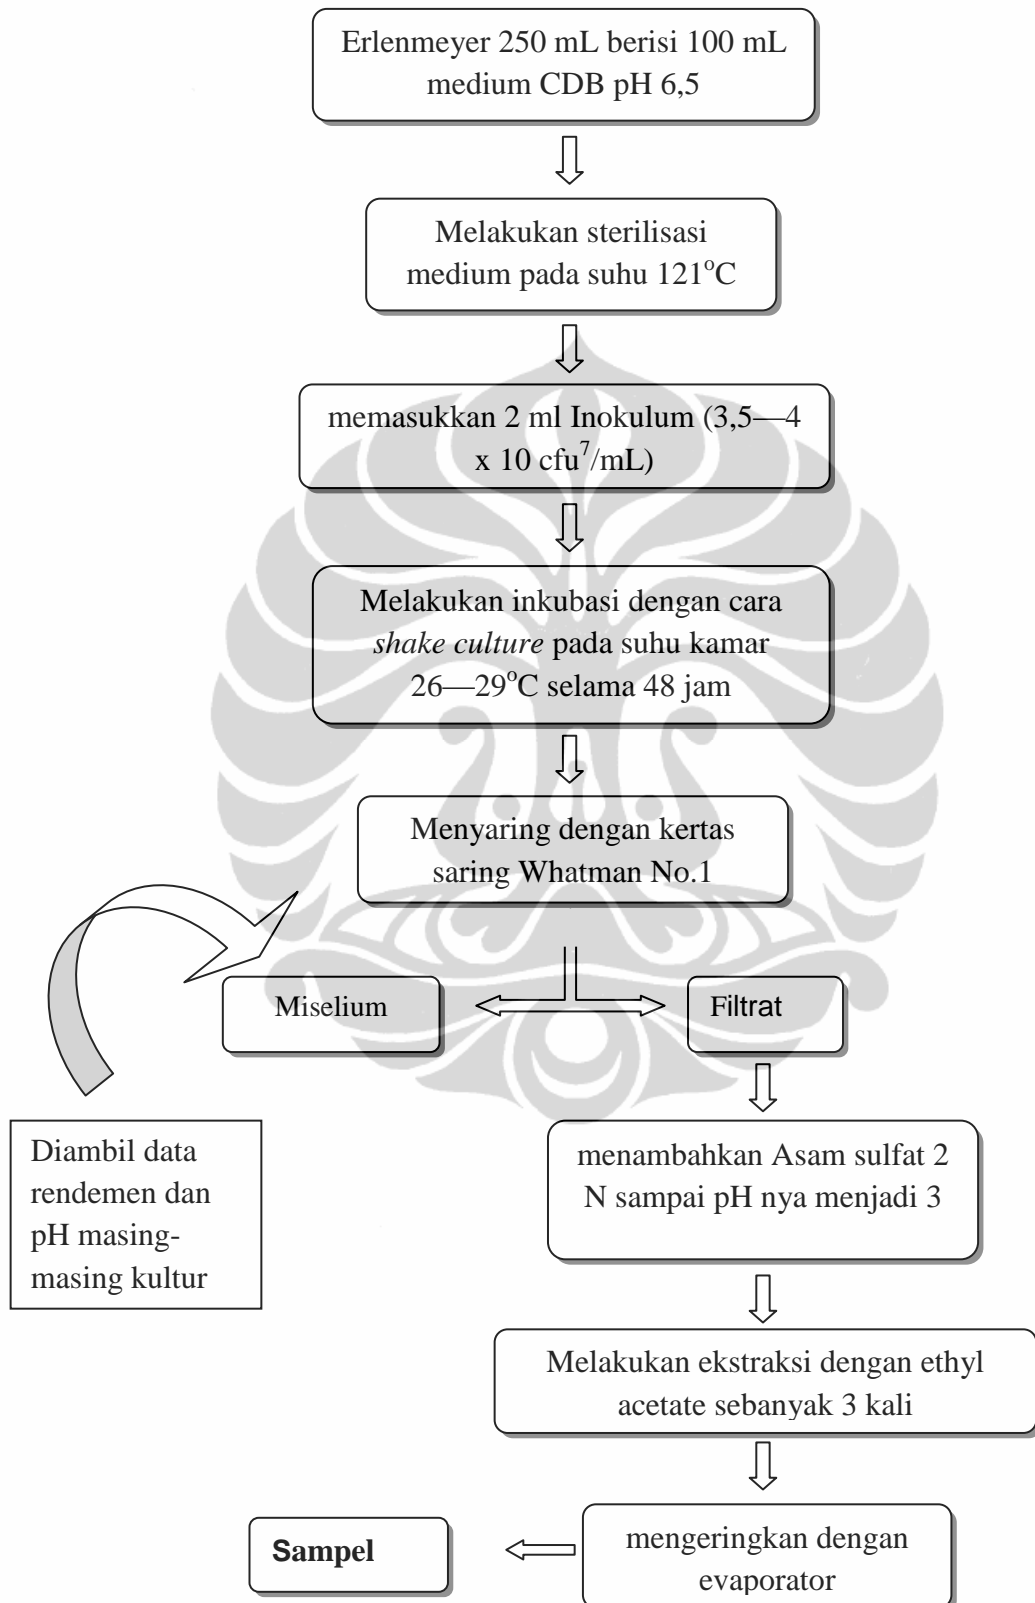 Erlenmeyer 250 mL berisi 100 mL
medium CDB pH 6,5
Melakukan sterilisasi
medium pada suhu 121°C
memasukkan 2 ml Inokulum (3,5—4
x 10 cfu⁷/mL)
Melakukan inkubasi dengan cara
shake culture pada suhu kamar
26—29°C selama 48 jam
Menyaring dengan kertas
saring Whatman No.1
Miselium
Filtrat
Diambil data
rendemen dan
pH masing-
masing kultur
menambahkan Asam sulfat 2
N sampai pH nya menjadi 3
Melakukan ekstraksi dengan ethyl
acetate sebanyak 3 kali
mengeringkan dengan
evaporator
Sampel